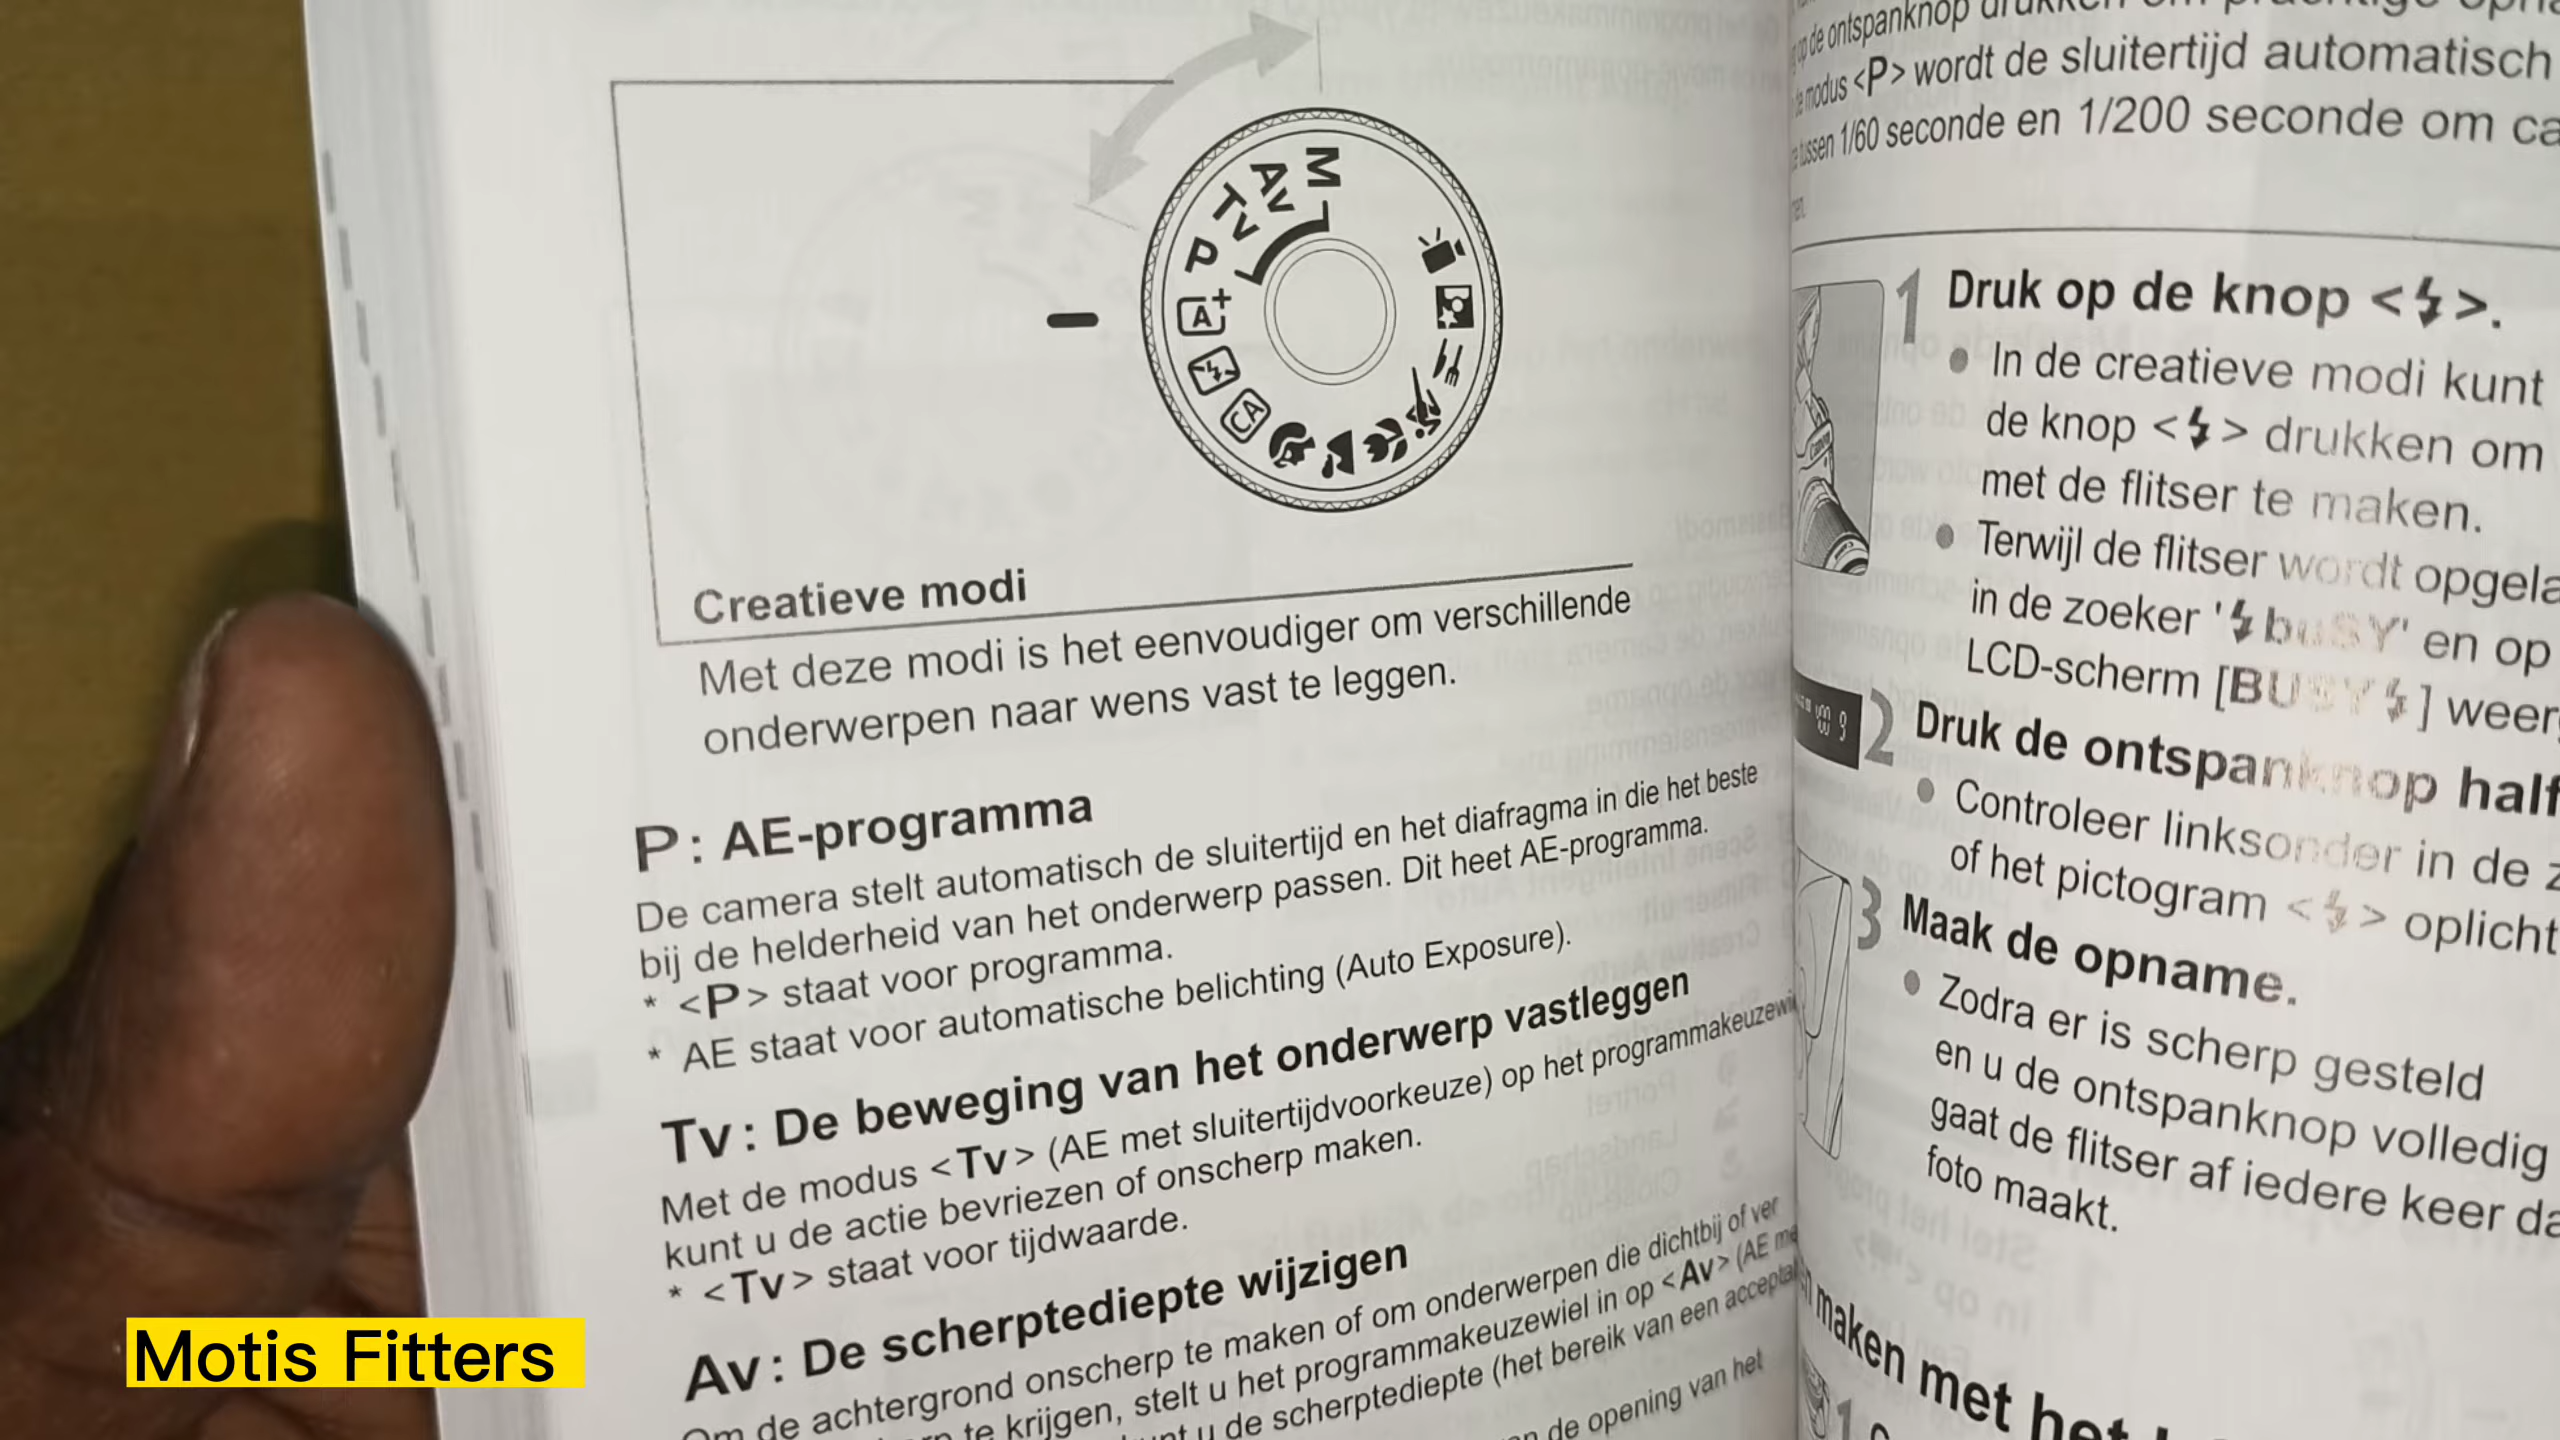 M
Av
Tv
P
A+
CA
Creatieve modi
Met deze modi is het eenvoudiger om verschillende
onderwerpen naar wens vast te leggen.
P: AE-programma
De camera stelt automatisch de sluitertijd en het diafragma in die het beste
bij de helderheid van het onderwerp passen. Dit heet AE-programma.
* <P> staat voor programma.
* AE staat voor automatische belichting (Auto Exposure).
Tv: De beweging van het onderwerp vastleggen
Met de modus <Tv> (AE met sluitertijdvoorkeuze) op het
kunt u de actie bevriezen of onscherp maken.
* <Tv> staat voor tijdwaarde.
Av: De scherptediepte wijzigen
Om de achtergrond onscherp te maken of om onderwerpen die dichtbij of ver
te krijgen, stelt u het programmakeuzewiel in op <Av> (AE
u de scherptediepte (het bereik van een
de opening van het
de ontspanknop drukken om prachtige
modus <P> wordt de sluitertijd automatisch
tussen 1/60 seconde en 1/200 seconde om
1 Druk op de knop <⚡>.
• In de creatieve modi kunt
de knop <⚡> drukken om
met de flitser te maken.
• Terwijl de flitser wordt
in de zoeker '⚡buSY' en op
LCD-scherm [BUSY⚡]
2 Druk de ontspanknop half
• Controleer linksonder in de
of het pictogram <⚡> oplicht
3 Maak de opname.
• Zodra er is scherp gesteld
en u de ontspanknop volledig
gaat de flitser af iedere keer
foto maakt.
maken met het
Motis Fitters